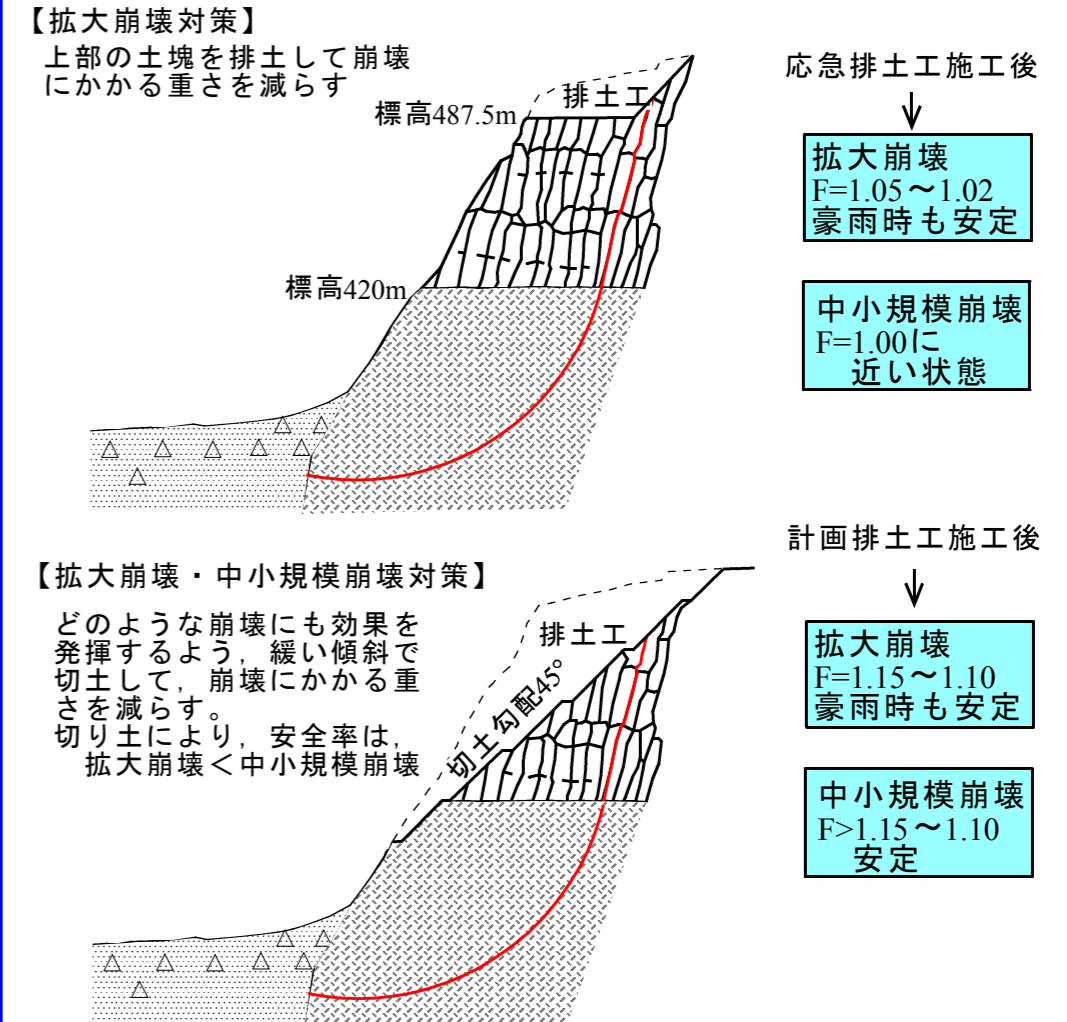 【拡大崩壊対策】
上部の土塊を排土して崩壊
にかかる重さを減らす
排土工
標高487.5m
標高420m
応急排土工施工後
拡大崩壊
F=1.05～1.02
豪雨時も安定
中小規模崩壊
F=1.00に
近い状態
【拡大崩壊・中小規模崩壊対策】
どのような崩壊にも効果を
発揮するよう，緩い傾斜で
切土して，崩壊にかかる重
さを減らす。
切り土により，安全率は，
拡大崩壊＜中小規模崩壊
排土工
切土勾配45°
計画排土工施工後
拡大崩壊
F=1.15～1.10
豪雨時も安定
中小規模崩壊
F>1.15～1.10
安定